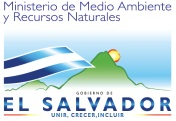 Ministerio de Medio Ambiente
y Recursos Naturales
GOBIERNO DE
EL SALVADOR
UNIR, CRECER, INCLUIR